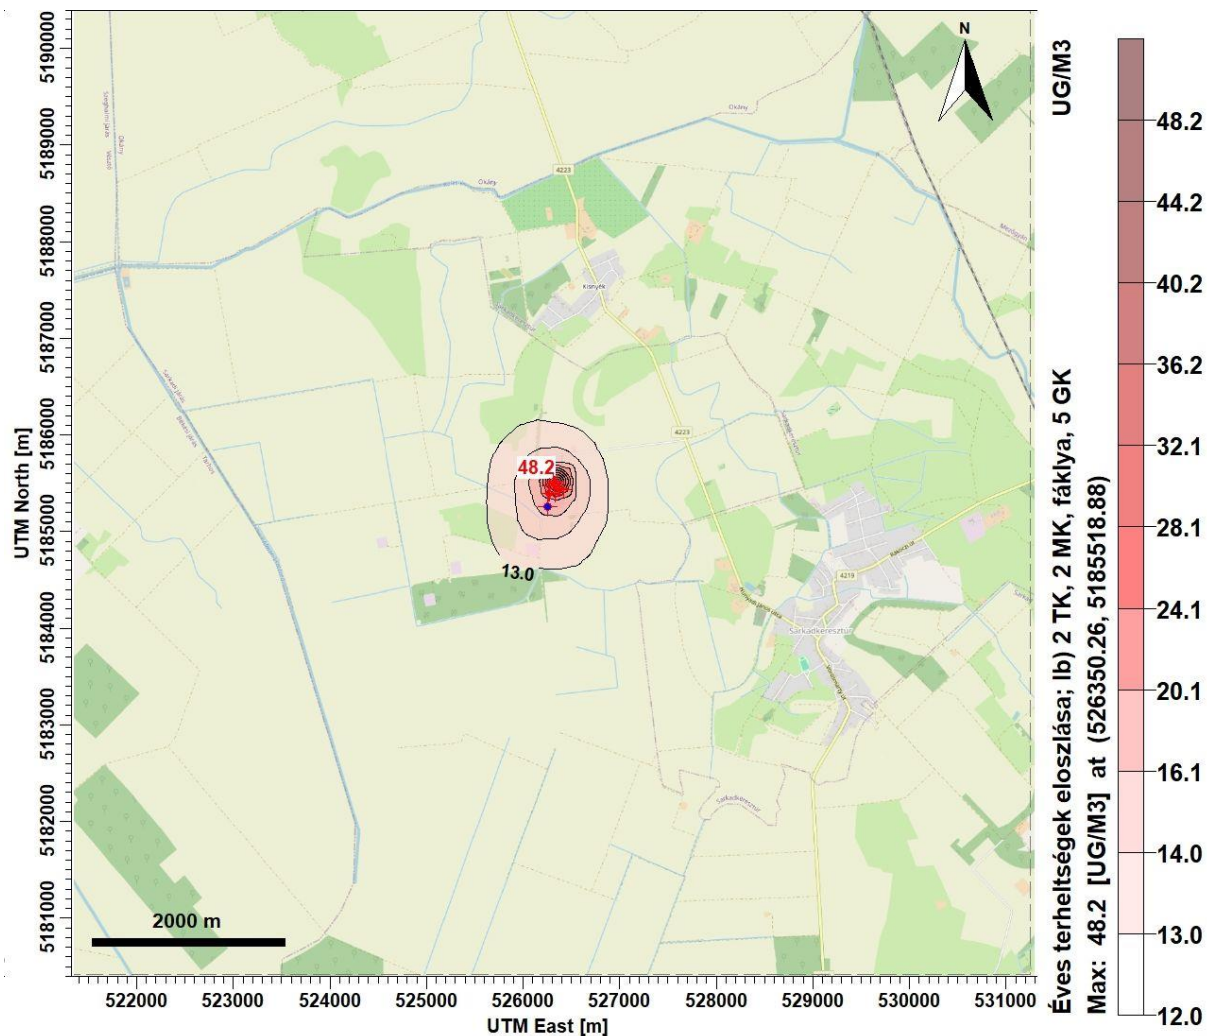 5190000
5189000
5188000
5187000
5186000
5185000
5184000
5183000
5182000
5181000
UTM North [m]
522000
523000
524000
525000
526000
527000
528000
529000
530000
531000
UTM East [m]
2000 m
N
Okány
Okány
Okány
4223
Kisnyék
4223
48.2
13.0
4219
Sarkadkeresztúr
Sarkadkeresztúr
Éves terheltségek eloszlása; Ib) 2 TK, 2 MK, fáklya, 5 GK
Max: 48.2 [UG/M3] at (526350.26, 5185518.88)
UG/M3
48.2
44.2
40.2
36.2
32.1
28.1
24.1
20.1
16.1
14.0
13.0
12.0